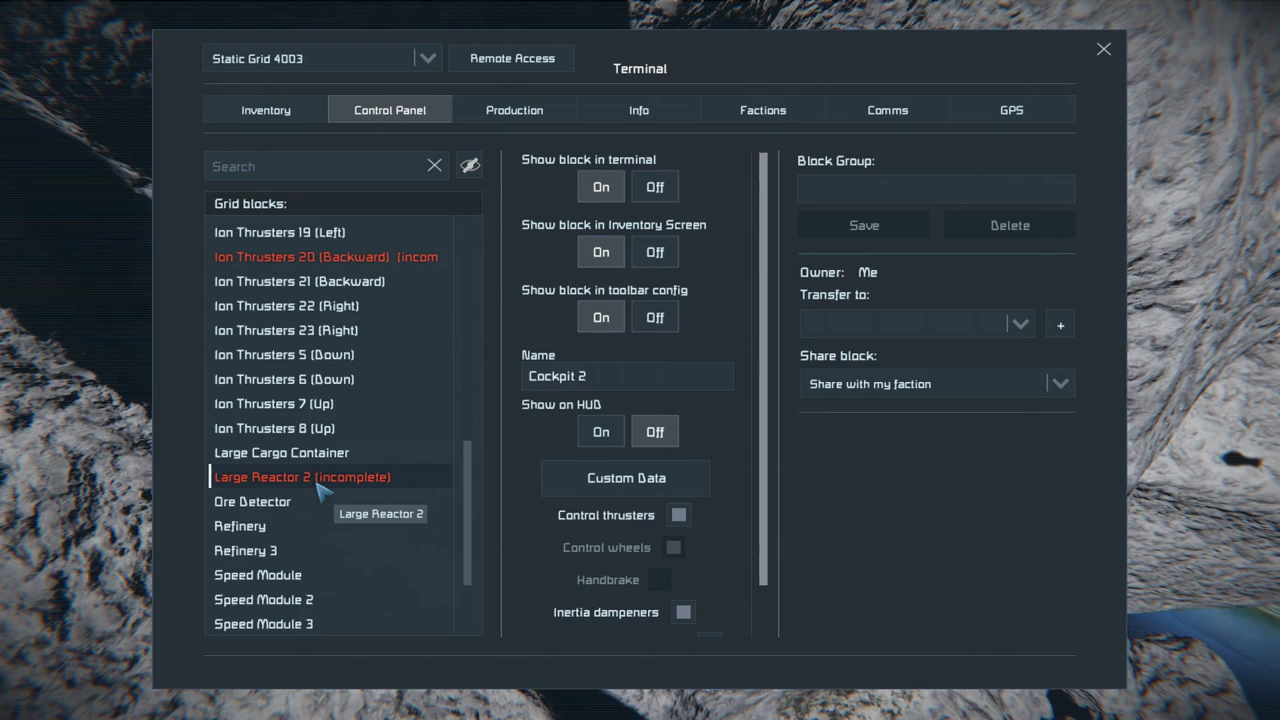 Static Grid 4003
Remote Access
Terminal
Inventory
Control Panel
Production
Info
Factions
Comms
GPS
Search
Grid blocks:
Ion Thrusters 19 (Left)
Ion Thrusters 20 (Backward) (incom
Ion Thrusters 21 (Backward)
Ion Thrusters 22 (Right)
Ion Thrusters 23 (Right)
Ion Thrusters 5 (Down)
Ion Thrusters 6 (Down)
Ion Thrusters 7 (Up)
Ion Thrusters 8 (Up)
Large Cargo Container
Large Reactor 2 (incomplete)
Ore Detector
Large Reactor 2
Refinery
Refinery 3
Speed Module
Speed Module 2
Speed Module 3
Show block in terminal
On Off
Show block in Inventory Screen
On Off
Show block in toolbar config
On Off
Name
Cockpit 2
Show on HUD
On Off
Custom Data
Control thrusters
Control wheels
Handbrake
Inertia dampeners
Block Group:
Save
Delete
Owner: Me
Transfer to:
+
Share block:
Share with my faction